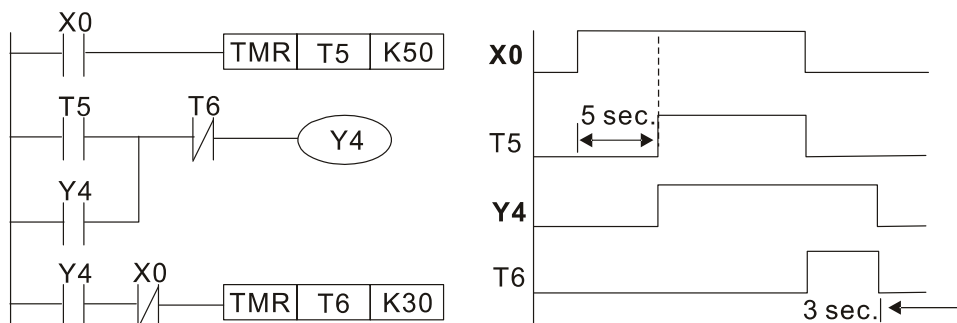 X0
TMR T5 K50
T5 T6
Y4
Y4
Y4 X0
TMR T6 K30
X0
5 sec.
T5
Y4
T6
3 sec.